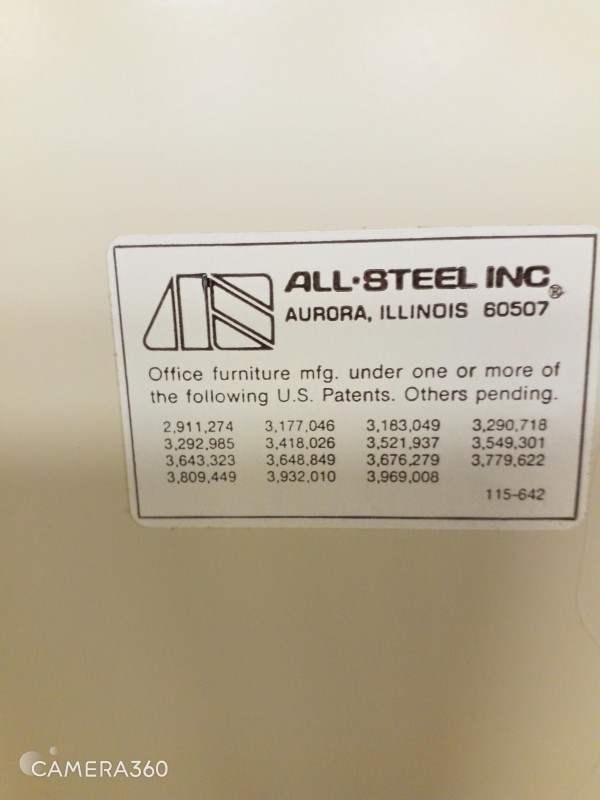 ALL·STEEL INC®
AURORA, ILLINOIS 60507
Office furniture mfg. under one or more of
the following U.S. Patents. Others pending.
2,911,274 3,177,046 3,183,049 3,290,718
3,292,985 3,418,026 3,521,937 3,549,301
3,643,323 3,648,849 3,676,279 3,779,622
3,809,449 3,932,010 3,969,008
115-642
CAMERA360